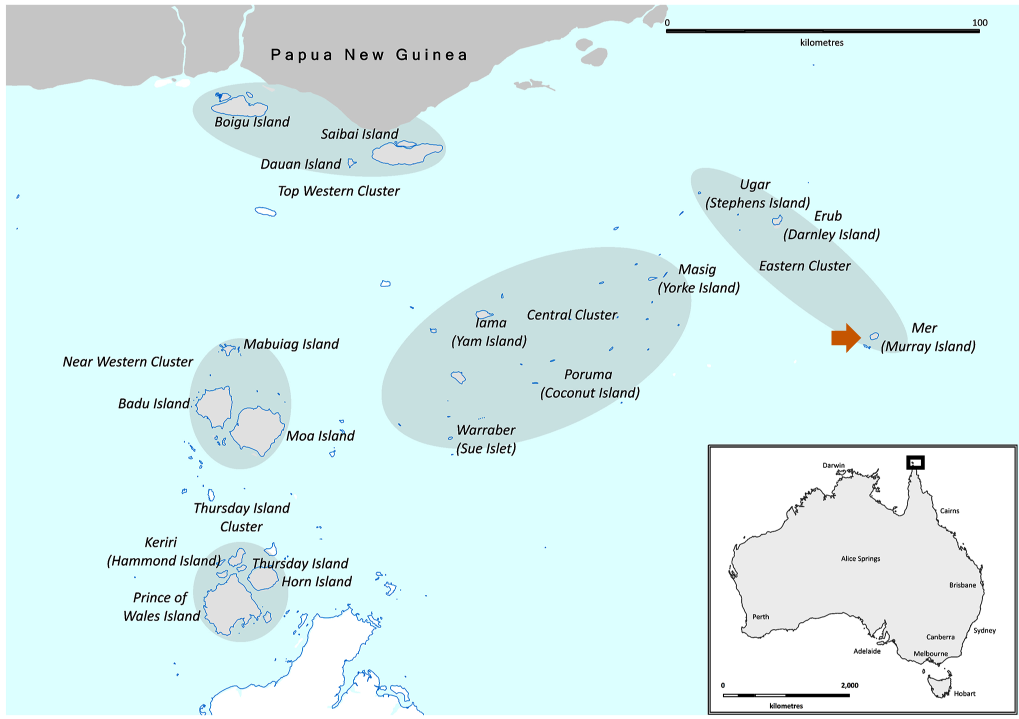 0 100
kilometres
Papua New Guinea
Boigu Island
Saibai Island
Dauan Island
Top Western Cluster
Ugar
(Stephens Island)
Erub
(Darnley Island)
Eastern Cluster
Masig
(Yorke Island)
Iama
(Yam Island)
Central Cluster
Mer
(Murray Island)
Mabuiag Island
Near Western Cluster
Badu Island
Moa Island
Poruma
(Coconut Island)
Warraber
(Sue Islet)
Thursday Island
Cluster
Keriri
(Hammond Island)
Thursday Island
Horn Island
Prince of
Wales Island
Darwin
Cairns
Alice Springs
Brisbane
Perth
Sydney
Canberra
Adelaide
Melbourne
Hobart
0 2,000
kilometres